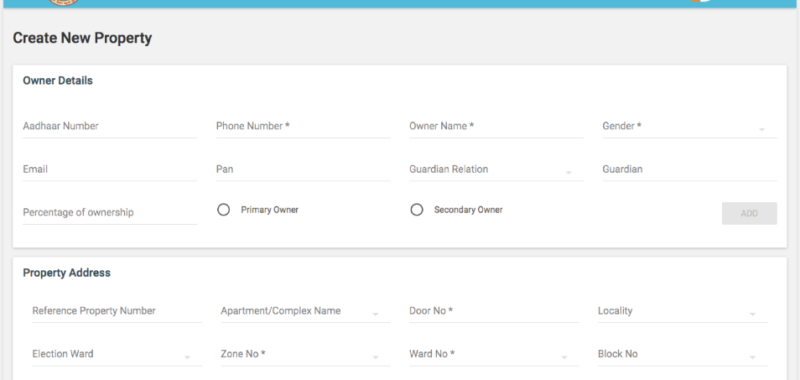 Create New Property
Owner Details
Aadhaar Number Phone Number * Owner Name * Gender *
Email Pan Guardian Relation Guardian
Percentage of ownership Primary Owner Secondary Owner ADD
Property Address
Reference Property Number Apartment/Complex Name Door No * Locality
Election Ward Zone No * Ward No * Block No